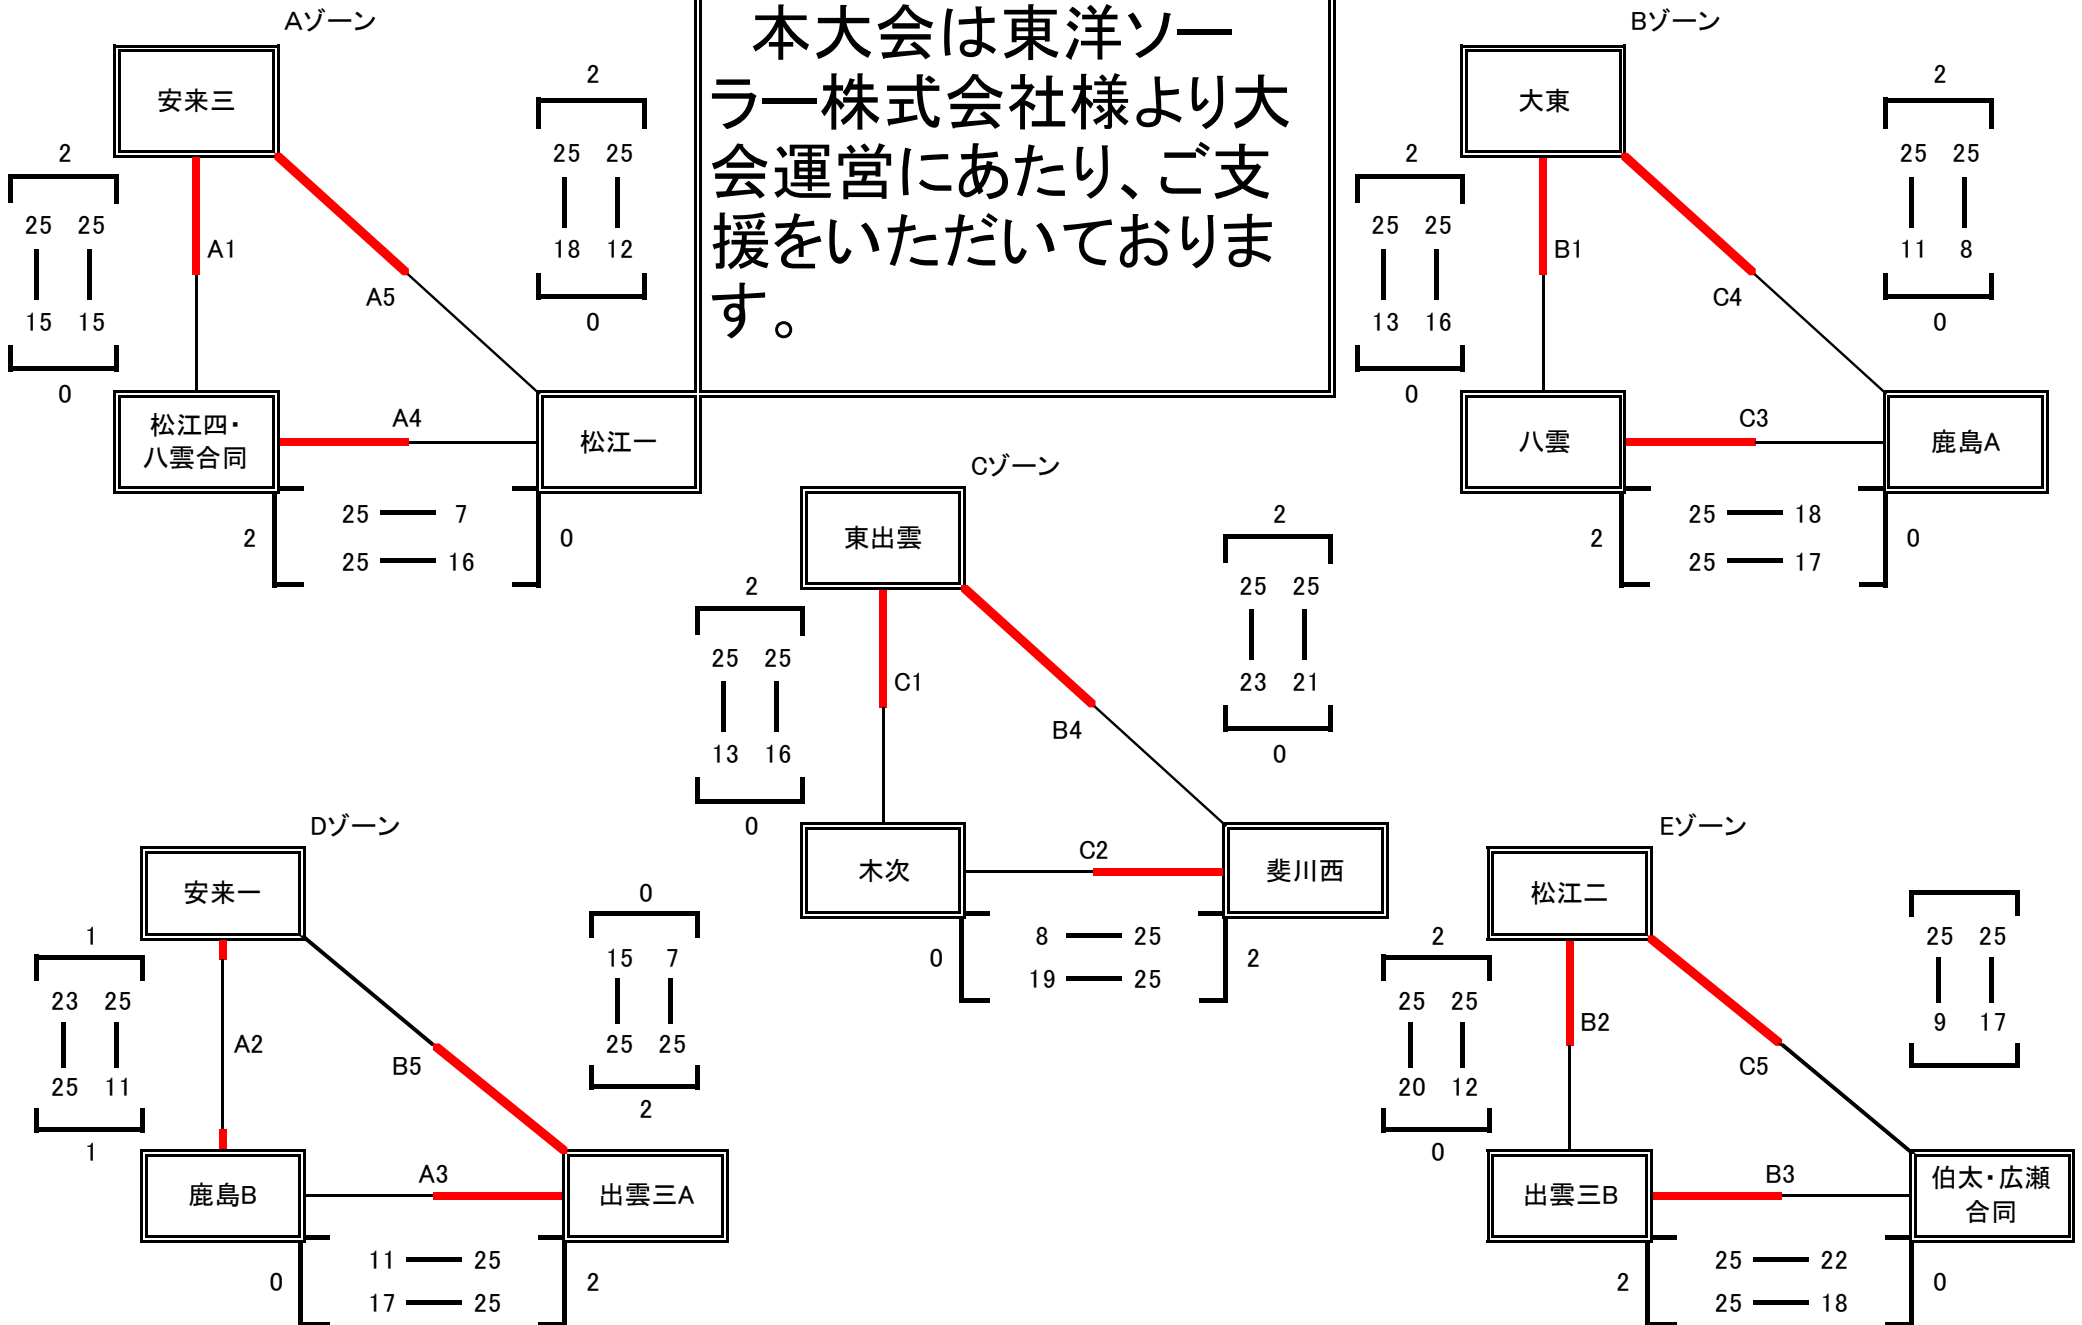 Aゾーン
安来三
2
25 25
15 15
0
A1
A5
2
25 25
18 12
0
松江四・
八雲合同
A4
松江一
2
25 7
25 16
0
本大会は東洋ソー
ラー株式会社様より大
会運営にあたり、ご支
援をいただいておりま
す。
Bゾーン
大東
2
25 25
13 16
0
B1
C4
2
25 25
11 8
0
八雲
C3
鹿島A
2
25 18
25 17
0
Cゾーン
東出雲
2
25 25
13 16
0
C1
B4
2
25 25
23 21
0
木次
C2
斐川西
0
8 25
19 25
2
Dゾーン
安来一
1
23 25
25 11
1
A2
B5
0
15 7
25 25
2
鹿島B
A3
出雲三A
0
11 25
17 25
2
Eゾーン
松江二
2
25 25
20 12
0
B2
C5
25 25
9 17
出雲三B
B3
伯太・広瀬
合同
2
25 22
25 18
0